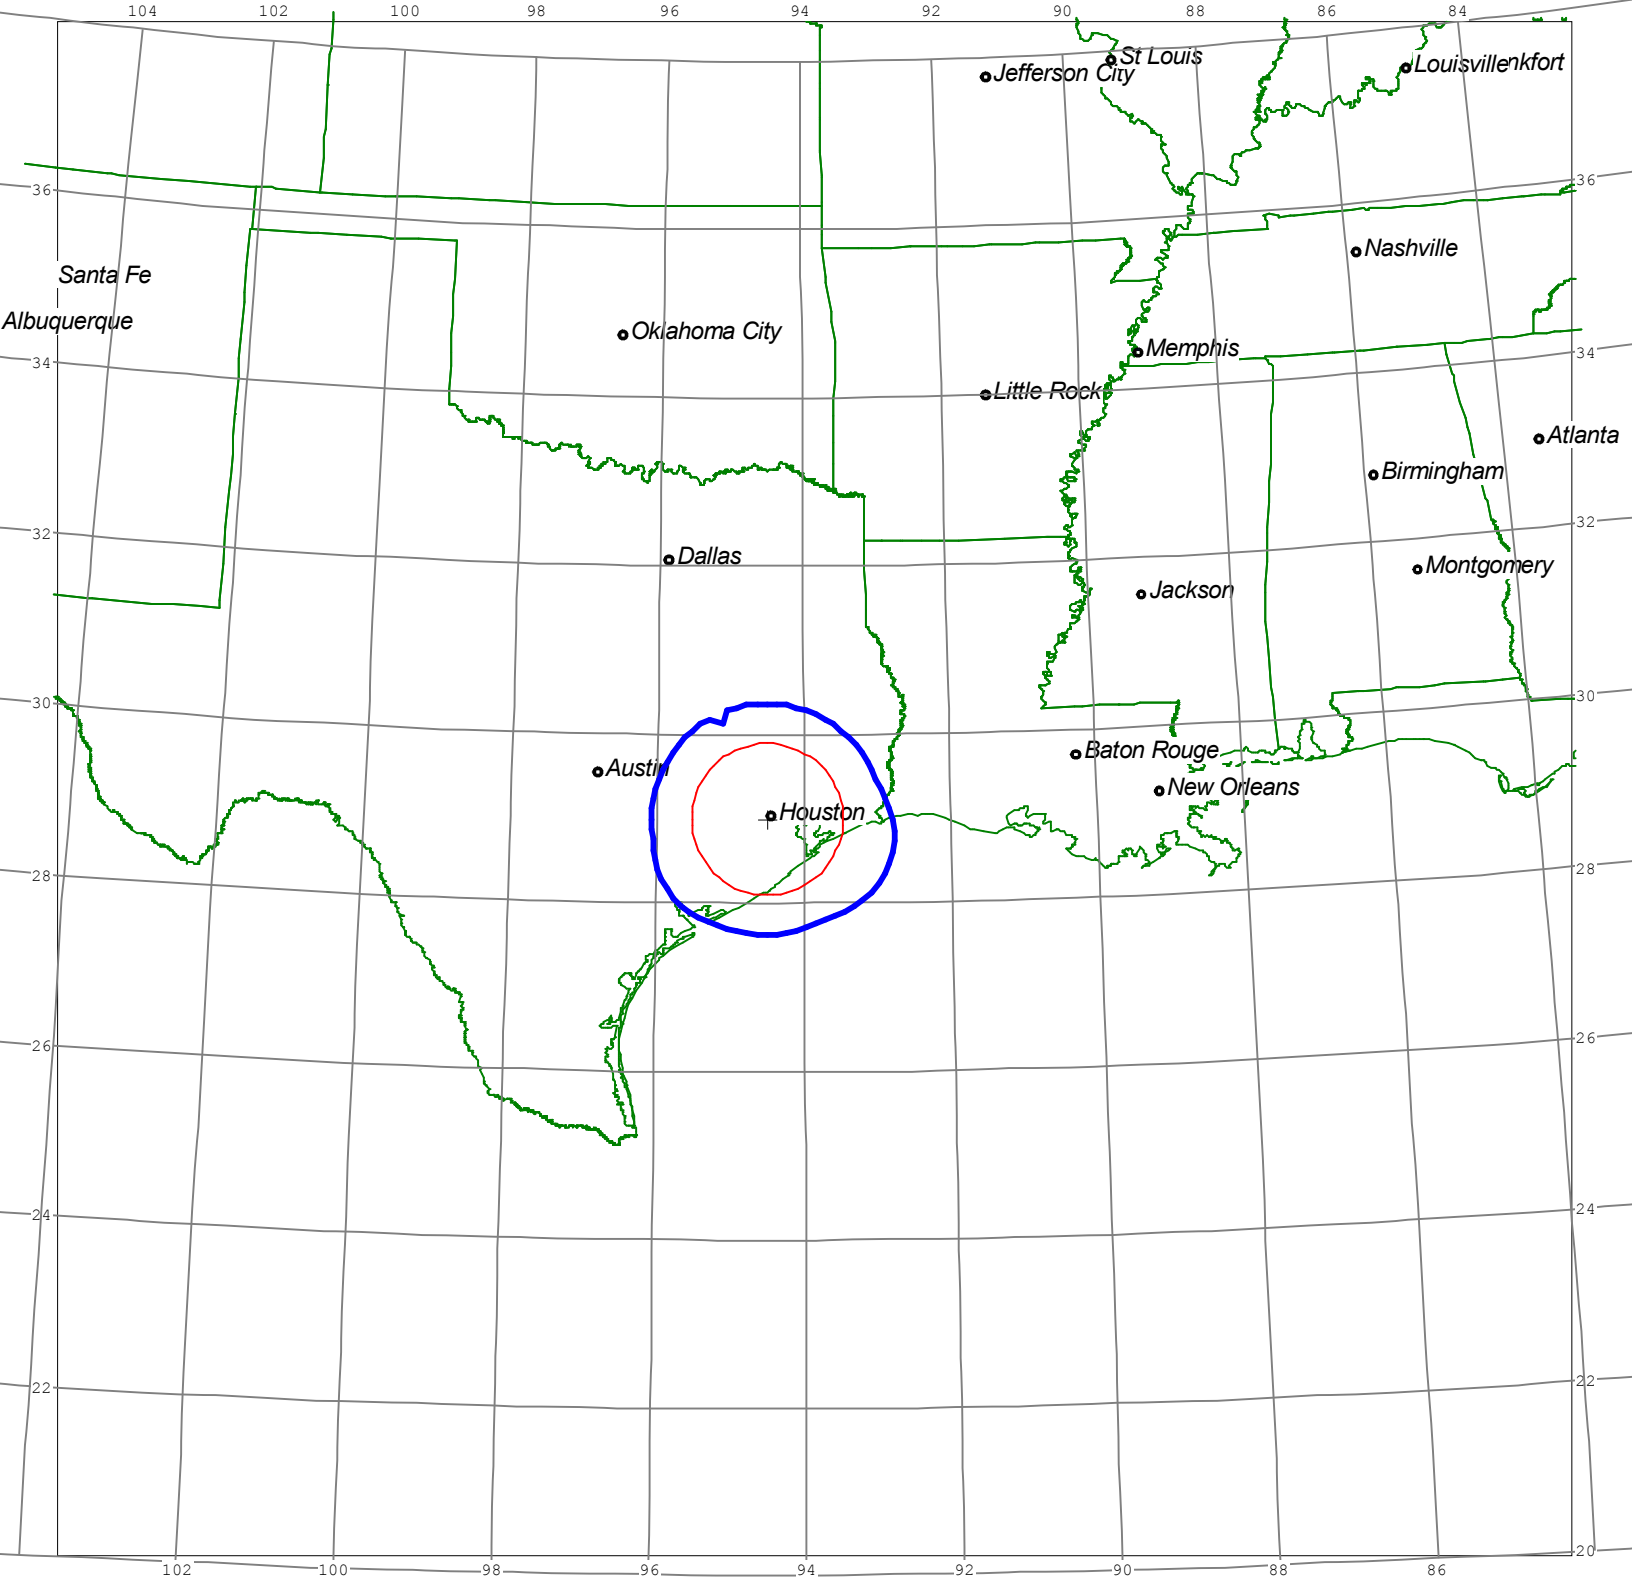 104 102 100 98 96 94 92 90 88 86 84
St Louis
Jefferson City
Louisville nkfort
36 36
Nashville
Santa Fe
Albuquerque
Oklahoma City
Memphis
34 34
Little Rock
Atlanta
Birmingham
32 32
Dallas
Montgomery
Jackson
30 30
Baton Rouge
Austin
New Orleans
Houston
28 28
26 26
24 24
22 22
20
102 100 98 96 94 92 90 88 86